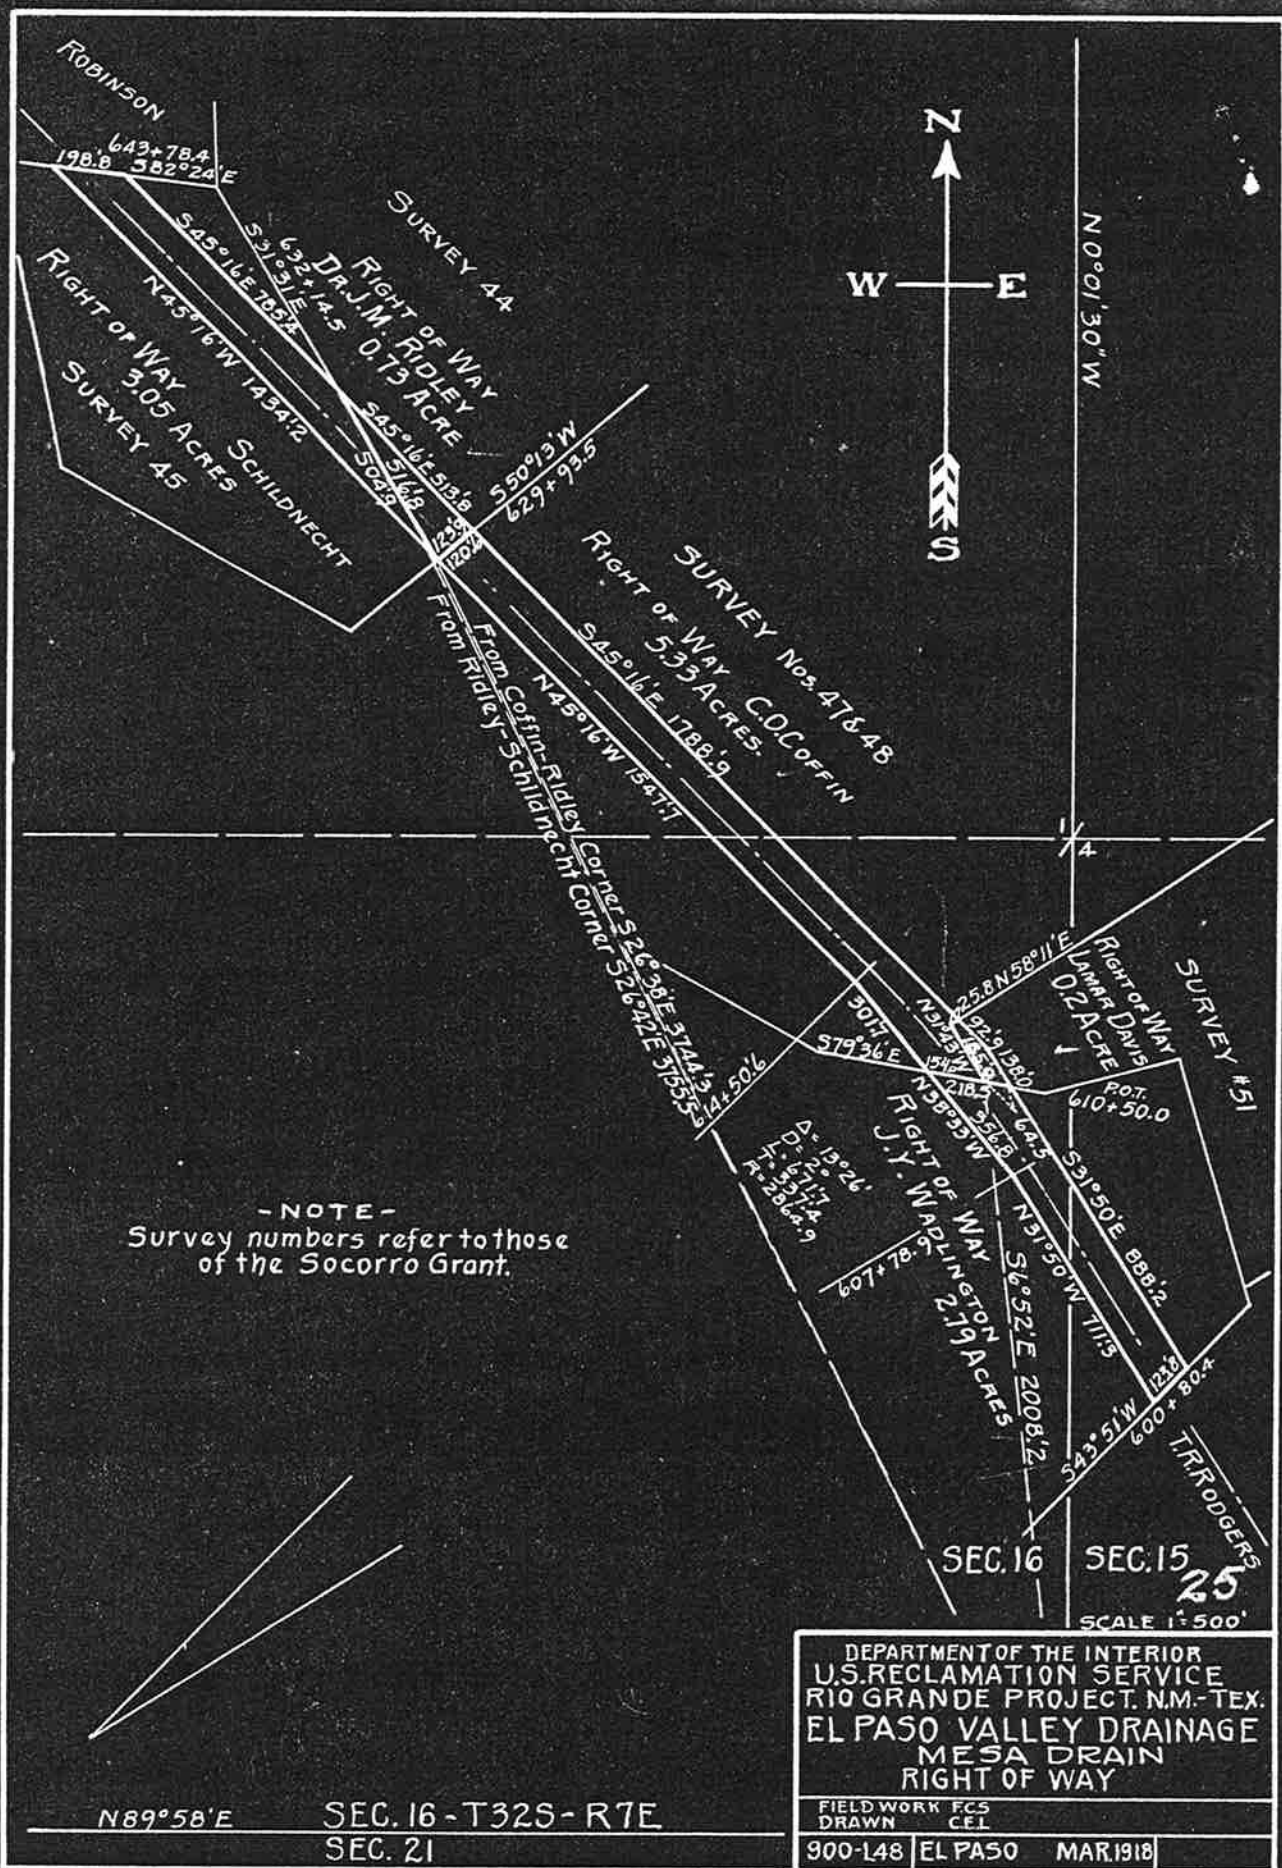 ROBINSON
643+78.4
198.8 S82°24'E
SURVEY 44
S45°16'E 785.4
S31°31'E
632+14.5
RIGHT OF WAY
DR. J.M. RIDLEY
0.73 ACRE
N45°16'W 1434.2
RIGHT OF WAY
3.05 ACRES
SURVEY 45
SCHILDNECHT
504.9
516.8
S45°16'E 513.8
S50°13'W
629+93.5
N
W E
S
N0°01'30"W
SURVEY Nos. 47&48
RIGHT OF WAY C.O. COFFIN
5.33 ACRES.
S45°16'E 1788.9
N45°16'W 1547.7
From Coffin-Ridley Corner S26°38'E 3744.3
From Ridley-Schildnecht Corner S26°42'E 3755.5
1/4
25.8 N58°11'E
RIGHT OF WAY
LAMAR DAVIS
0.2 ACRE
SURVEY #51
N31°43'W
192.9 138.0
301.7
S79°36'E
218.5
P.O.T.
610+50.0
614+50.6
N38°33'W
356.8
64.5
S31°50'E 888.2
RIGHT OF WAY
J.Y. WADLINGTON
2.79 ACRES
Δ= 13°26'
D= 2°
L= 671.7
T= 337.4
R= 2864.9
607+78.9
N31°50'W 711.3
S6°52'E 2008.2
123.8
S43°51'W
600+80.4
T.R. RODGERS
-NOTE-
Survey numbers refer to those
of the Socorro Grant.
SEC. 16 SEC. 15
25
SCALE 1"=500'
DEPARTMENT OF THE INTERIOR
U.S. RECLAMATION SERVICE
RIO GRANDE PROJECT. N.M.-TEX.
EL PASO VALLEY DRAINAGE
MESA DRAIN
RIGHT OF WAY
FIELD WORK F.C.S
DRAWN C.E.L
900-L48 EL PASO MAR. 1918
N89°58'E SEC. 16-T32S-R7E
SEC. 21